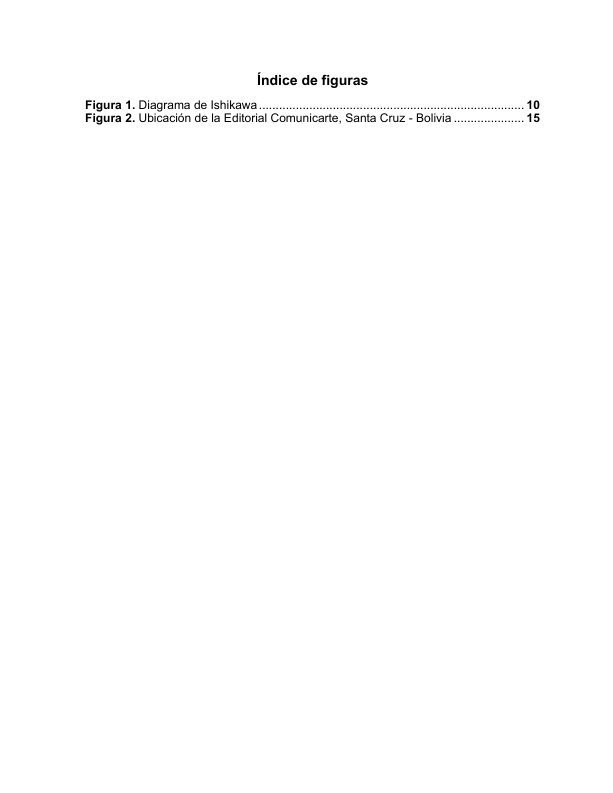 Índice de figuras
Figura 1. Diagrama de Ishikawa ............................................................................... 10
Figura 2. Ubicación de la Editorial Comunicarte, Santa Cruz - Bolivia ..................... 15